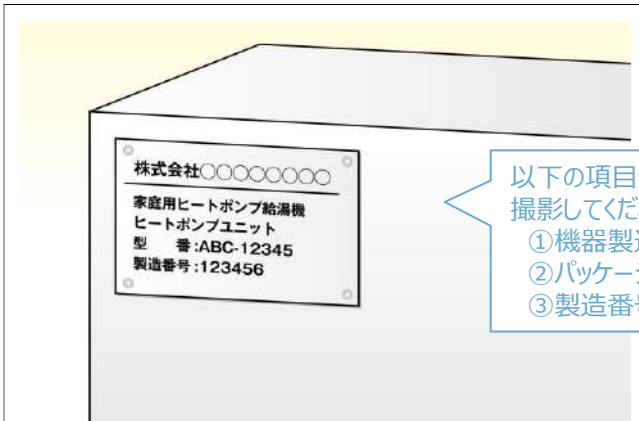 株式会社○○○○○○○○
家庭用ヒートポンプ給湯機
ヒートポンプユニット
型　番:ABC-12345
製造番号:123456
以下の項目
撮影してくだ
①機器製造
②パッケー
③製造番号